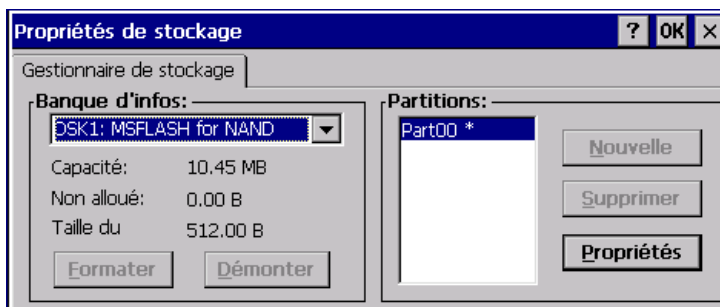 Propriétés de stockage ? OK ×
Gestionnaire de stockage
Banque d'infos:
DSK1: MSFLASH for NAND
Capacité: 10.45 MB
Non alloué: 0.00 B
Taille du 512.00 B
Formater Démonter
Partitions:
Part00 *
Nouvelle
Supprimer
Propriétés